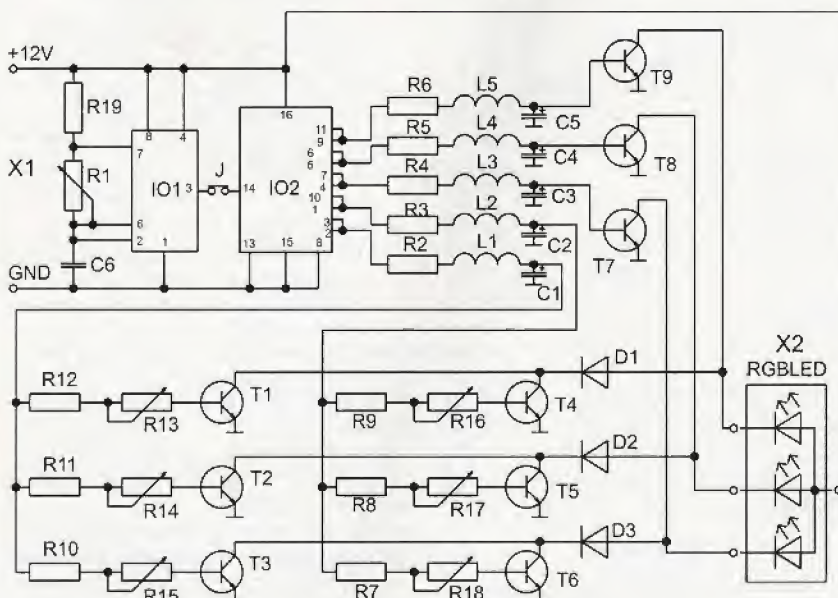 +12V
R19
X1
R1
C6
GND
8
4
7
IO1
3
6
2
1
J
16
14
IO2
13
15
8
11
9
6
6
7
4
10
1
3
2
R6
L5
C5
T9
R5
L4
C4
T8
R4
L3
C3
T7
R3
L2
C2
R2
L1
C1
R12
R13
T1
R9
R16
T4
D1
X2
RGBLED
R11
R14
T2
R8
R17
T5
D2
R10
R15
T3
R7
R18
T6
D3